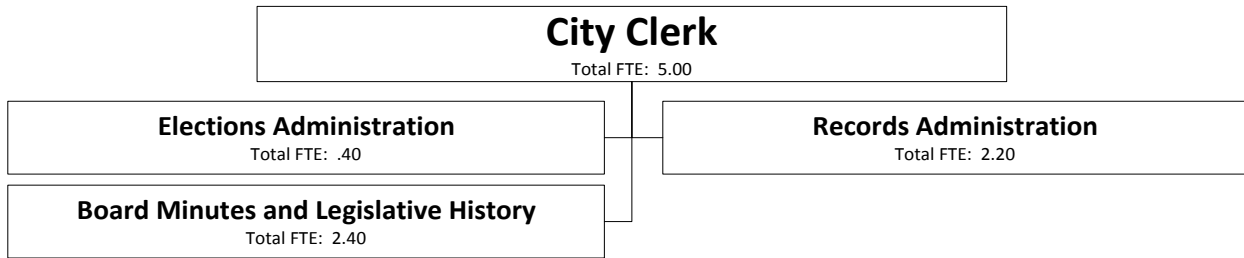 City Clerk
Total FTE: 5.00
Elections Administration
Total FTE: .40
Records Administration
Total FTE: 2.20
Board Minutes and Legislative History
Total FTE: 2.40